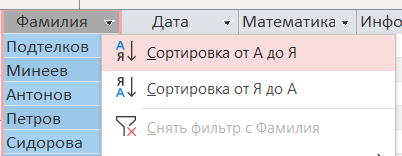 Фамилия Дата Математика Инфо
Подтелков
Минеев
Антонов
Петров
Сидорова
А Я Сортировка от А до Я
Я А Сортировка от Я до А
Снять фильтр с Фамилия